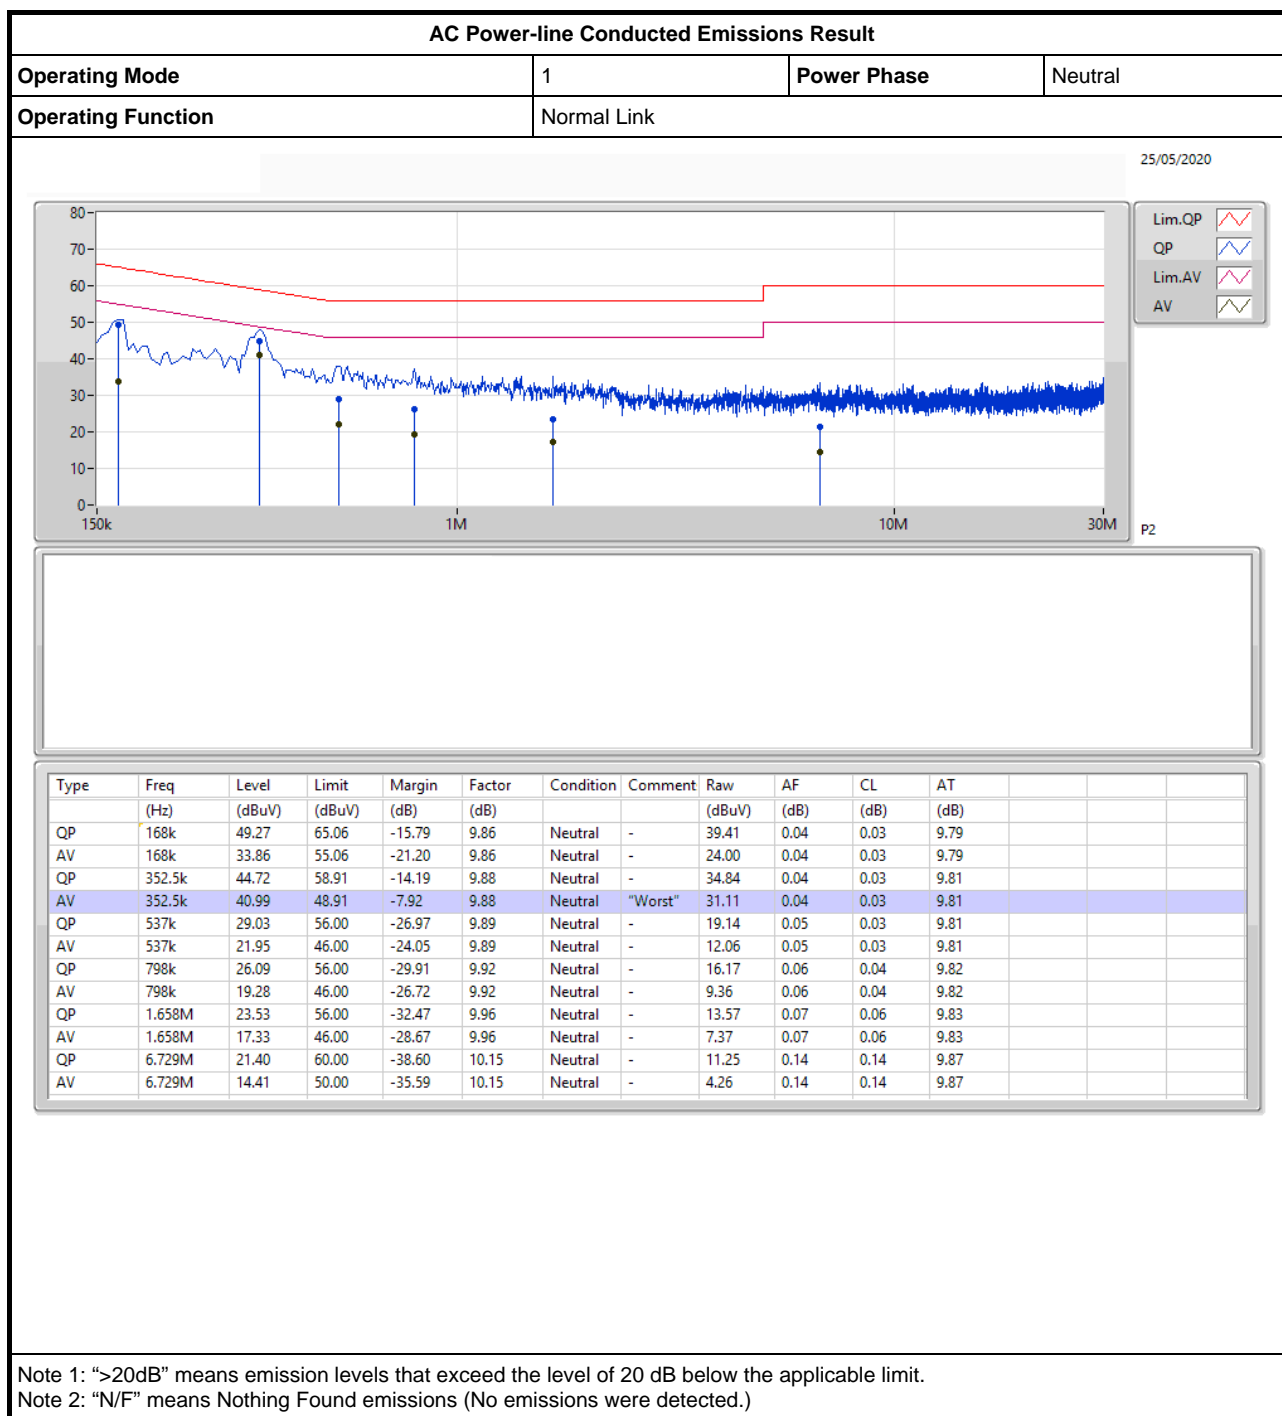 AC Power-line Conducted Emissions Result
Operating Mode 1 Power Phase Neutral
Operating Function Normal Link
25/05/2020
80
70
60
50
40
30
20
10
0
150k 1M 10M 30M
Lim.QP
QP
Lim.AV
AV
P2
Type Freq Level Limit Margin Factor Condition Comment Raw AF CL AT
(Hz) (dBuV) (dBuV) (dB) (dB) (dBuV) (dB) (dB) (dB)
QP 168k 49.27 65.06 -15.79 9.86 Neutral - 39.41 0.04 0.03 9.79
AV 168k 33.86 55.06 -21.20 9.86 Neutral - 24.00 0.04 0.03 9.79
QP 352.5k 44.72 58.91 -14.19 9.88 Neutral - 34.84 0.04 0.03 9.81
AV 352.5k 40.99 48.91 -7.92 9.88 Neutral "Worst" 31.11 0.04 0.03 9.81
QP 537k 29.03 56.00 -26.97 9.89 Neutral - 19.14 0.05 0.03 9.81
AV 537k 21.95 46.00 -24.05 9.89 Neutral - 12.06 0.05 0.03 9.81
QP 798k 26.09 56.00 -29.91 9.92 Neutral - 16.17 0.06 0.04 9.82
AV 798k 19.28 46.00 -26.72 9.92 Neutral - 9.36 0.06 0.04 9.82
QP 1.658M 23.53 56.00 -32.47 9.96 Neutral - 13.57 0.07 0.06 9.83
AV 1.658M 17.33 46.00 -28.67 9.96 Neutral - 7.37 0.07 0.06 9.83
QP 6.729M 21.40 60.00 -38.60 10.15 Neutral - 11.25 0.14 0.14 9.87
AV 6.729M 14.41 50.00 -35.59 10.15 Neutral - 4.26 0.14 0.14 9.87
Note 1: “>20dB” means emission levels that exceed the level of 20 dB below the applicable limit.
Note 2: “N/F” means Nothing Found emissions (No emissions were detected.)